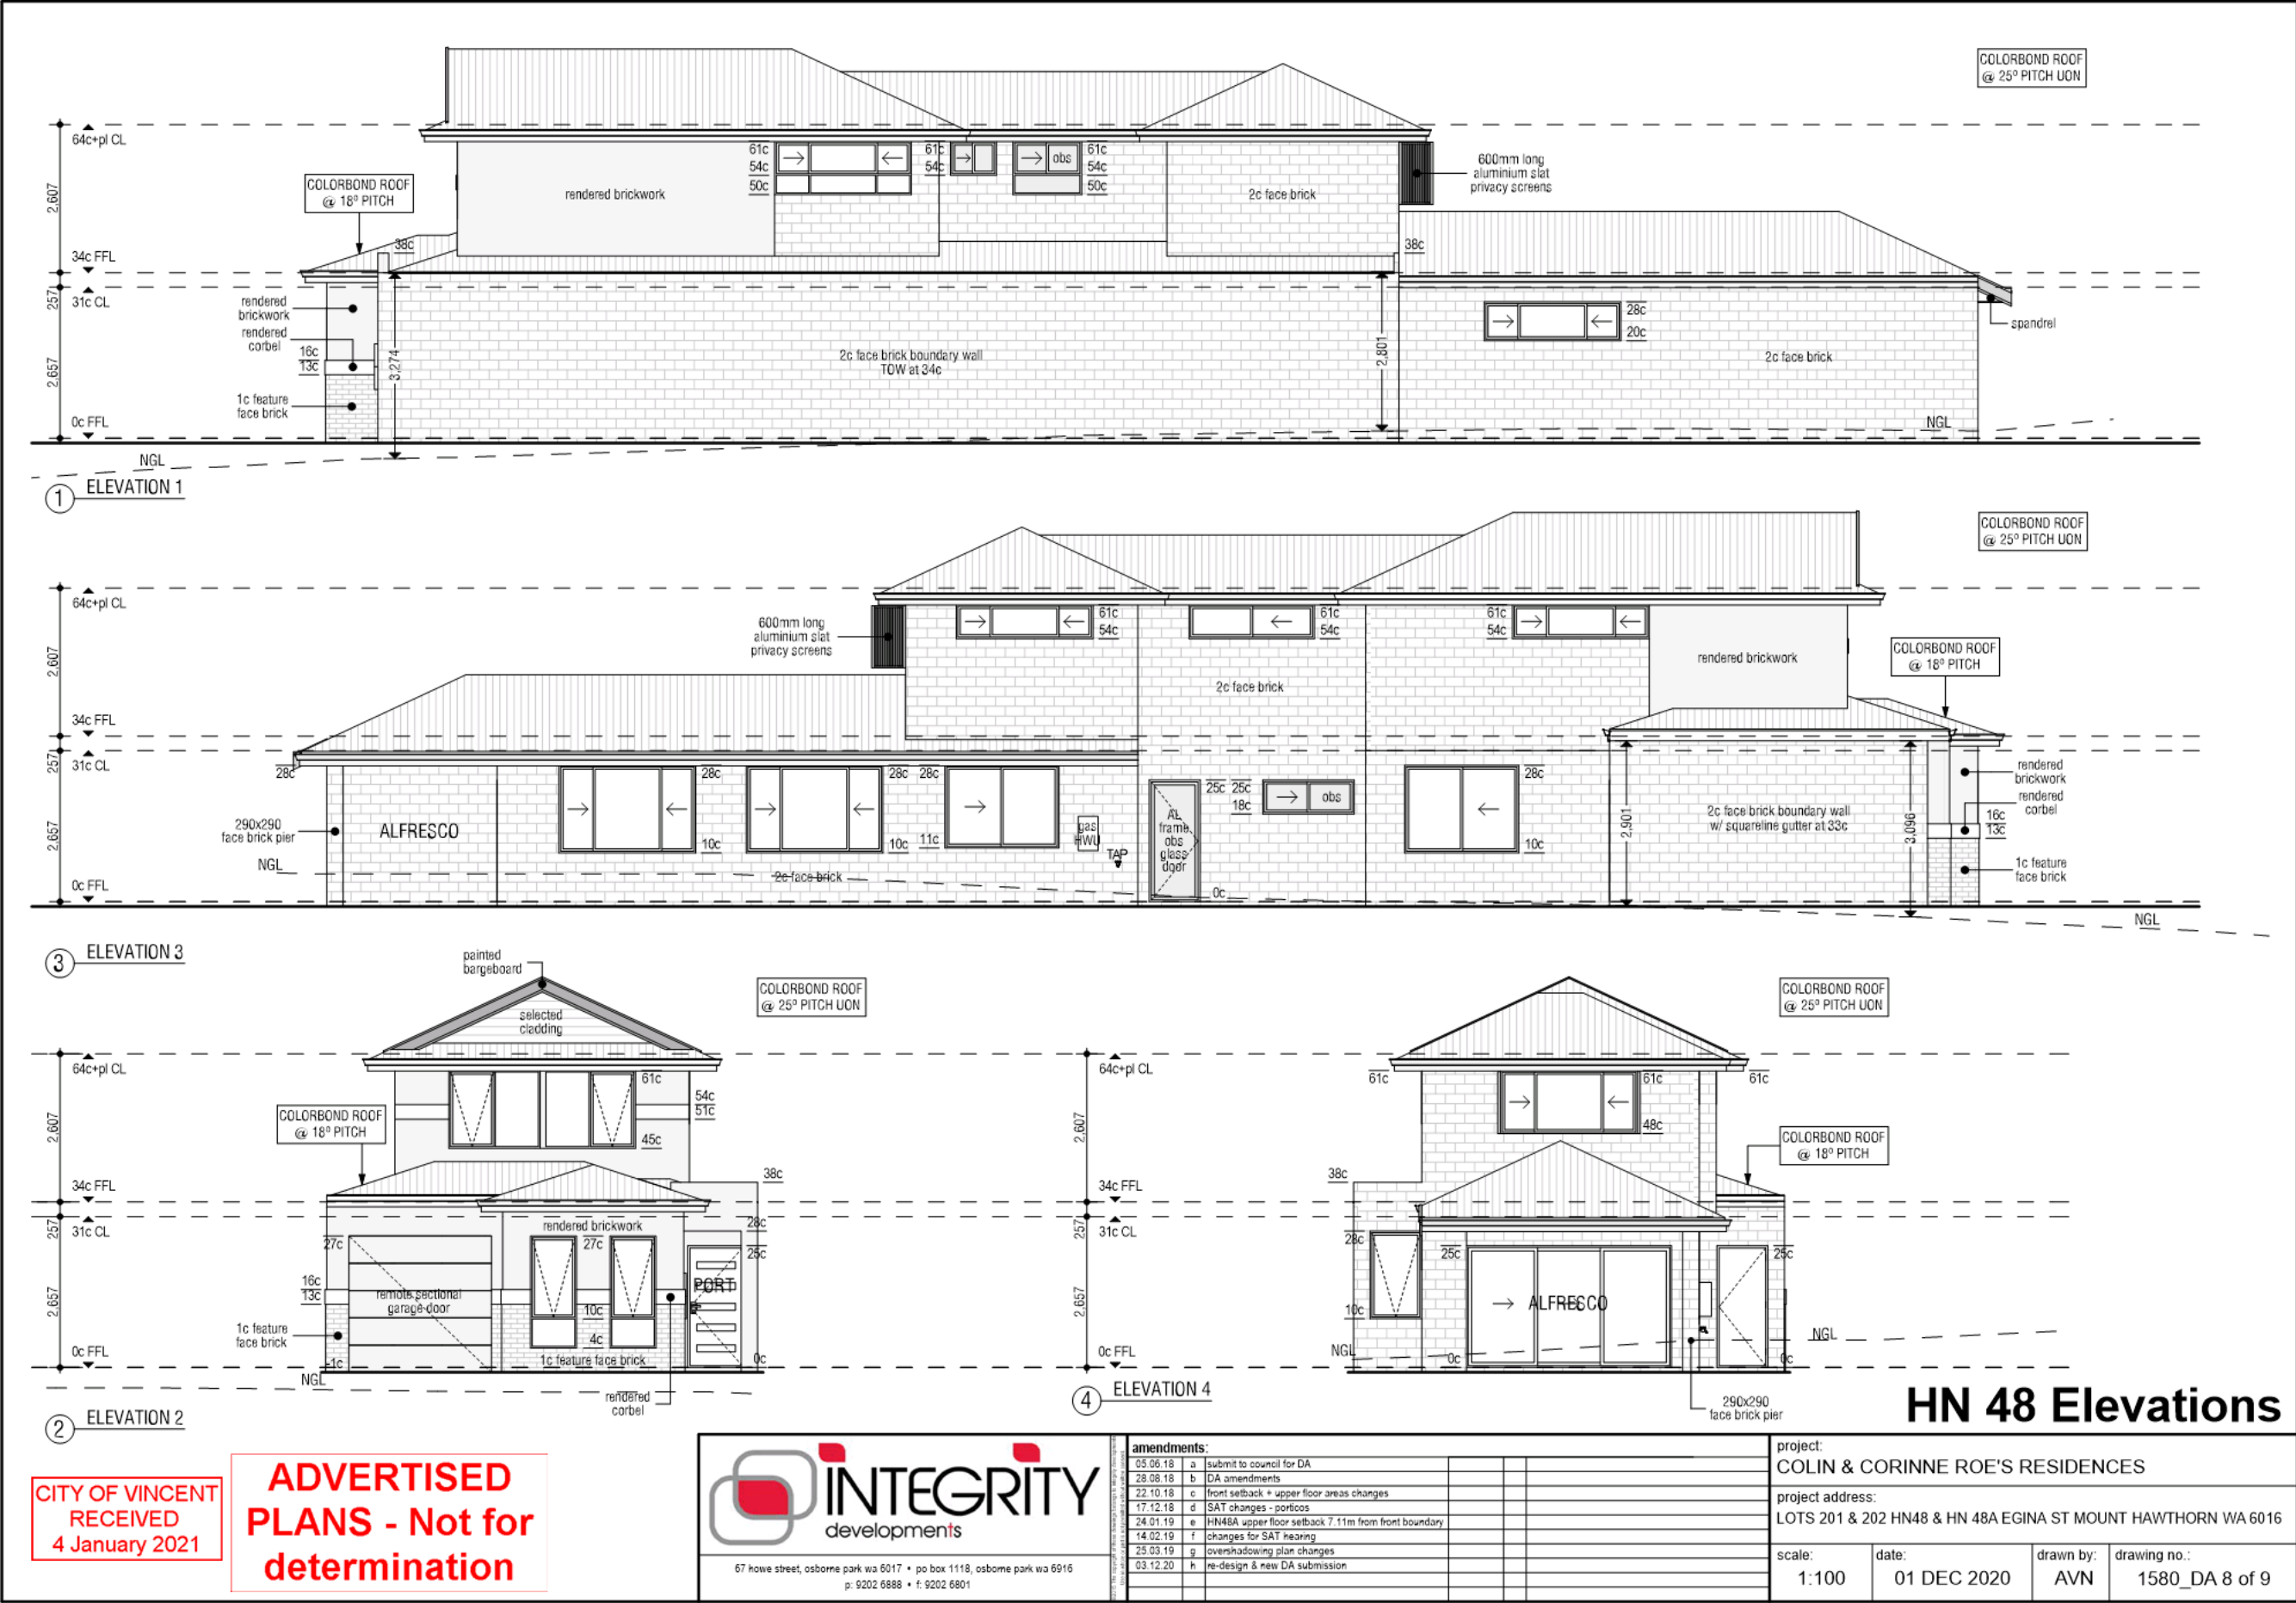 COLORBOND ROOF
@ 25º PITCH UON
64c+pl CL
2,607
34c FFL
257
31c CL
2,657
0c FFL
COLORBOND ROOF
@ 18º PITCH
38c
rendered brickwork
61c
54c
50c
61c
54c
obs
61c
54c
50c
2c face brick
600mm long
aluminium slat
privacy screens
38c
rendered
brickwork
rendered
corbel
16c
13c
1c feature
face brick
3,274
2c face brick boundary wall
TOW at 34c
2,801
28c
20c
2c face brick
spandrel
NGL
NGL
1 ELEVATION 1
COLORBOND ROOF
@ 25º PITCH UON
64c+pl CL
2,607
34c FFL
257
31c CL
2,657
0c FFL
600mm long
aluminium slat
privacy screens
61c
54c
61c
54c
61c
54c
2c face brick
rendered brickwork
COLORBOND ROOF
@ 18º PITCH
28c
290x290
face brick pier
NGL
ALFRESCO
28c
10c
28c
10c
28c
11c
gas
HWU
TAP
2c face brick
AL
frame
obs
glass
door
25c
0c
25c
18c
obs
28c
10c
2,901
2c face brick boundary wall
w/ squareline gutter at 33c
3,096
rendered
brickwork
rendered
corbel
16c
13c
1c feature
face brick
NGL
3 ELEVATION 3
painted
bargeboard
selected
cladding
COLORBOND ROOF
@ 25º PITCH UON
64c+pl CL
2,607
34c FFL
257
31c CL
2,657
0c FFL
COLORBOND ROOF
@ 18º PITCH
61c
45c
54c
51c
38c
rendered brickwork
27c
27c
28c
25c
16c
13c
remote sectional
garage door
PORT
10c
4c
1c feature
face brick
1c feature face brick
-1c
0c
NGL
rendered
corbel
2 ELEVATION 2
COLORBOND ROOF
@ 25º PITCH UON
64c+pl CL
2,607
34c FFL
257
31c CL
2,657
0c FFL
61c
61c
48c
61c
COLORBOND ROOF
@ 18º PITCH
38c
28c
10c
25c
25c
ALFRESCO
NGL
NGL
0c
0c
290x290
face brick pier
4 ELEVATION 4
HN 48 Elevations
CITY OF VINCENT
RECEIVED
4 January 2021
ADVERTISED
PLANS - Not for
determination
INTEGRITY
developments
67 howe street, osborne park wa 6017 • po box 1118, osborne park wa 6916
p: 9202 6888 • f: 9202 6801
amendments:
05.06.18 a submit to council for DA
28.08.18 b DA amendments
22.10.18 c front setback + upper floor areas changes
17.12.18 d SAT changes - porticos
24.01.19 e HN48A upper floor setback 7.11m from front boundary
14.02.19 f changes for SAT hearing
25.03.19 g overshadowing plan changes
03.12.20 h re-design & new DA submission
project:
COLIN & CORINNE ROE'S RESIDENCES
project address:
LOTS 201 & 202 HN48 & HN 48A EGINA ST MOUNT HAWTHORN WA 6016
scale:
1:100
date:
01 DEC 2020
drawn by:
AVN
drawing no.:
1580_DA 8 of 9